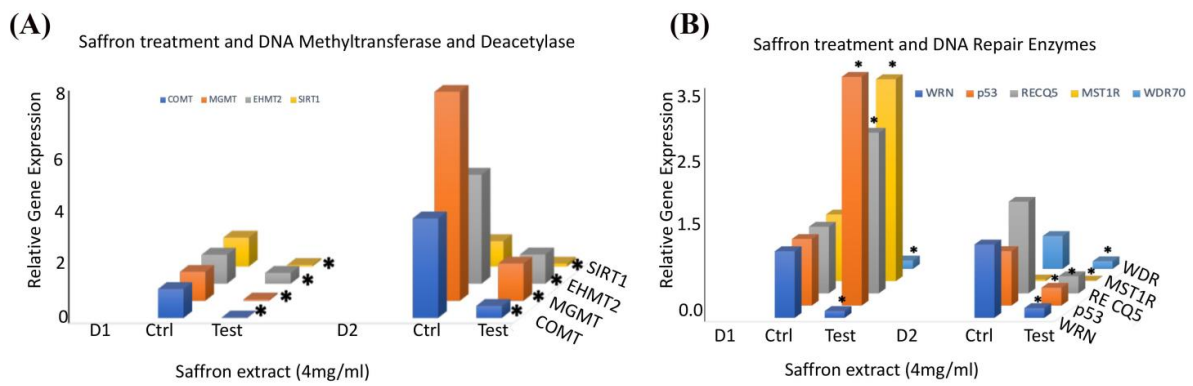 (A)
Saffron treatment and DNA Methyltransferase and Deacetylase
COMT MGMT EHMT2 SIRT1
Relative Gene Expression
8
6
4
2
0
D1 Ctrl Test D2 Ctrl Test
* * * *
* * * *
SIRT1
EHMT2
MGMT
COMT
Saffron extract (4mg/ml)
(B)
Saffron treatment and DNA Repair Enzymes
WRN p53 RECQ5 MST1R WDR70
Relative Gene Expression
3.5
2.5
1.5
0.0
D1 Ctrl Test D2 Ctrl Test
* * * * *
* * * * *
WDR
MST1R
RE CQ5
p53
WRN
Saffron extract (4mg/ml)